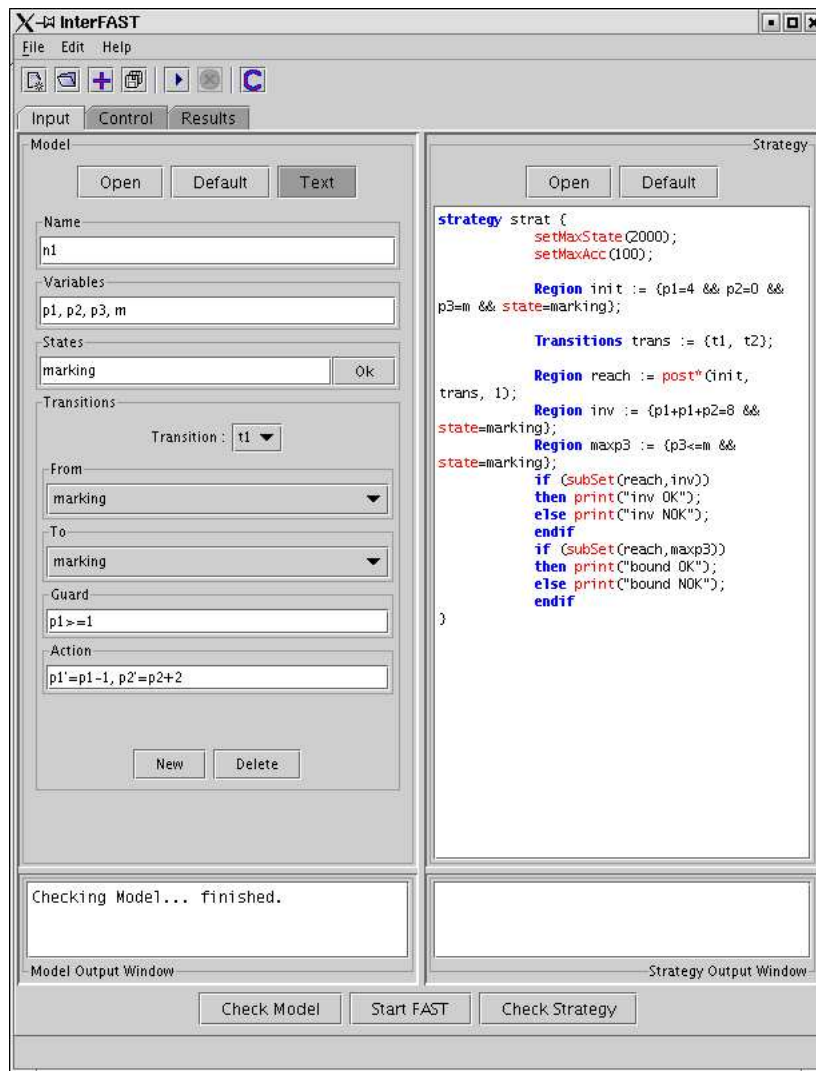 InterFAST
File Edit Help
Input Control Results
Model
Open Default Text
Name
n1
Variables
p1, p2, p3, m
States
marking Ok
Transitions
Transition : t1
From
marking
To
marking
Guard
p1>=1
Action
p1'=p1-1, p2'=p2+2
New Delete
Strategy
Open Default
strategy strat {
setMaxState(2000);
setMaxAcc(100);
Region init := {p1=4 && p2=0 &&
p3=m && state=marking};
Transitions trans := {t1, t2};
Region reach := post*(init,
trans, 1);
Region inv := {p1+p1+p2=8 &&
state=marking};
Region maxp3 := {p3<=m &&
state=marking};
if (subSet(reach,inv))
then print("inv OK");
else print("inv NOK");
endif
if (subSet(reach,maxp3))
then print("bound OK");
else print("bound NOK");
endif
}
Checking Model... finished.
Model Output Window
Strategy Output Window
Check Model Start FAST Check Strategy